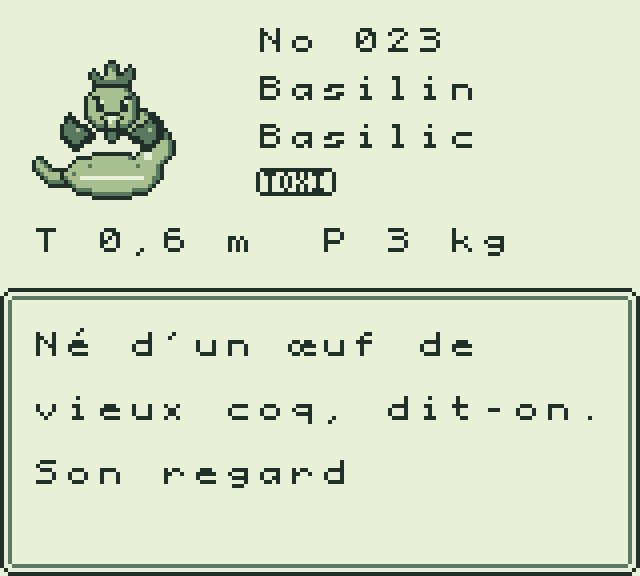 No 023
Basilin
Basilic
TOXI
T 0,6 m P 3 kg
Né d'un œuf de
vieux coq, dit-on.
Son regard